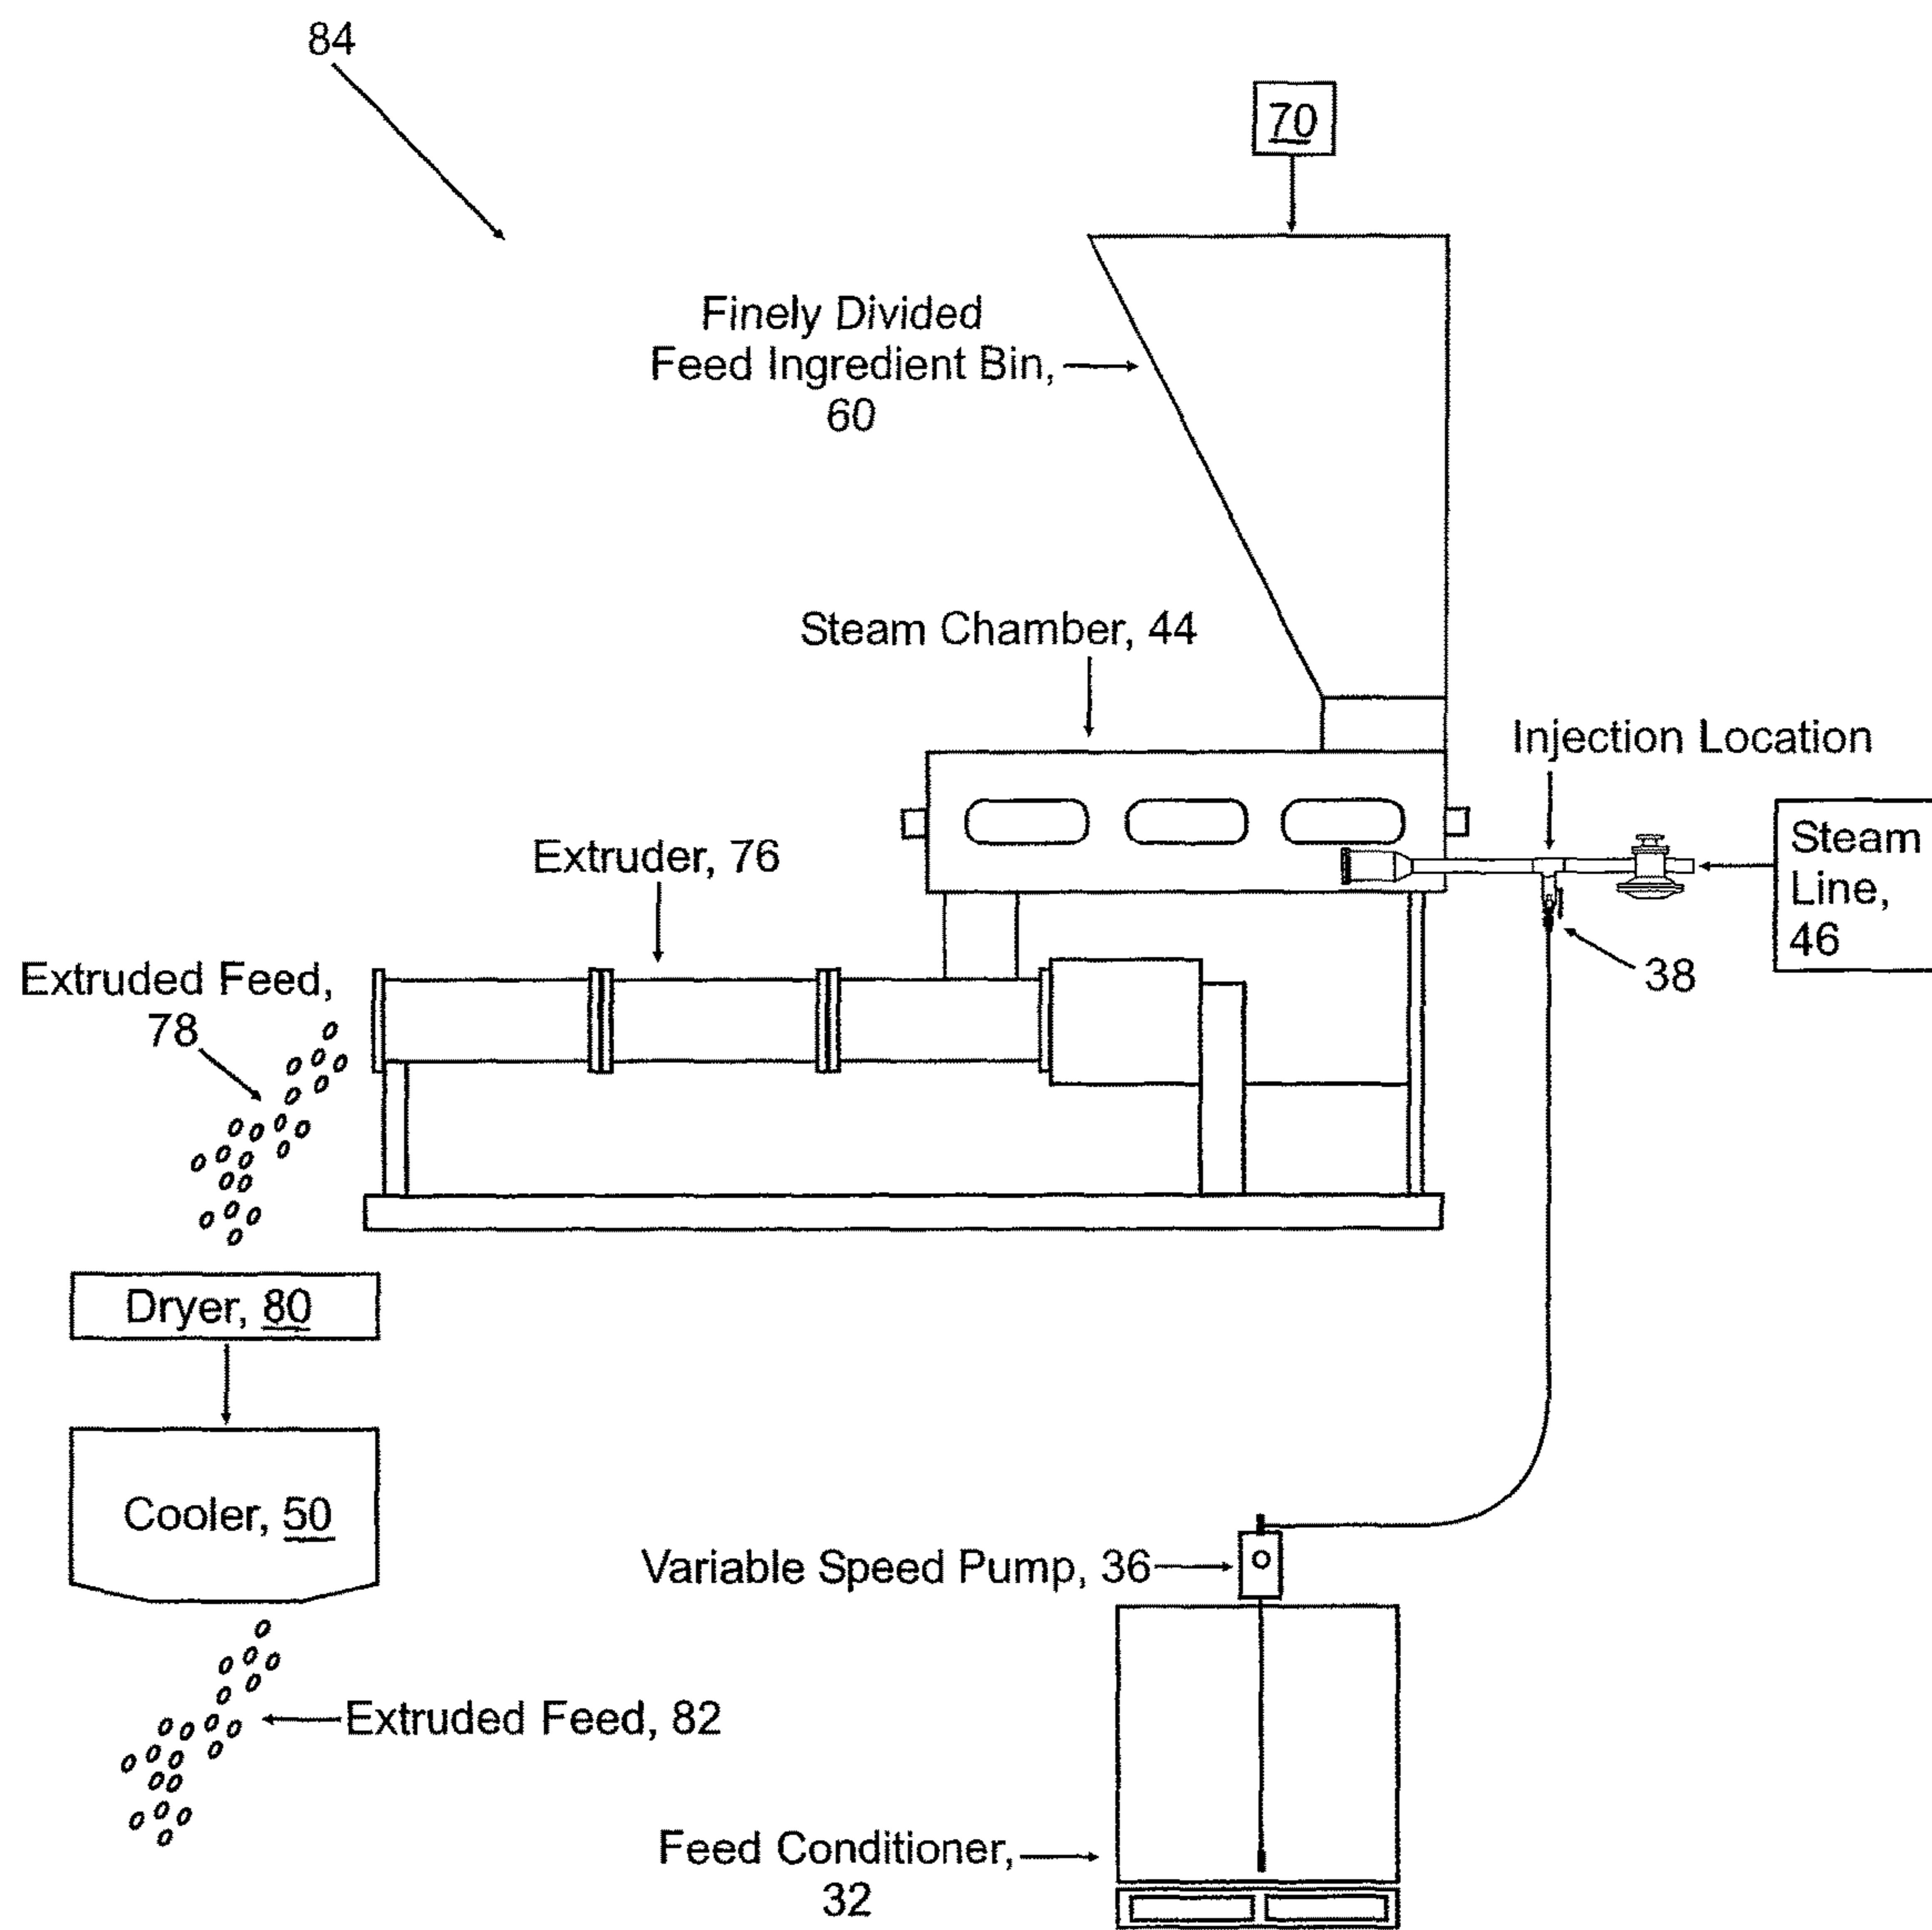 84
70
Finely Divided
Feed Ingredient Bin,
60
Steam Chamber, 44
Injection Location
Extruder, 76
Steam
Line,
46
38
Extruded Feed,
78
Dryer, 80
Cooler, 50
Variable Speed Pump, 36
Extruded Feed, 82
Feed Conditioner,
32